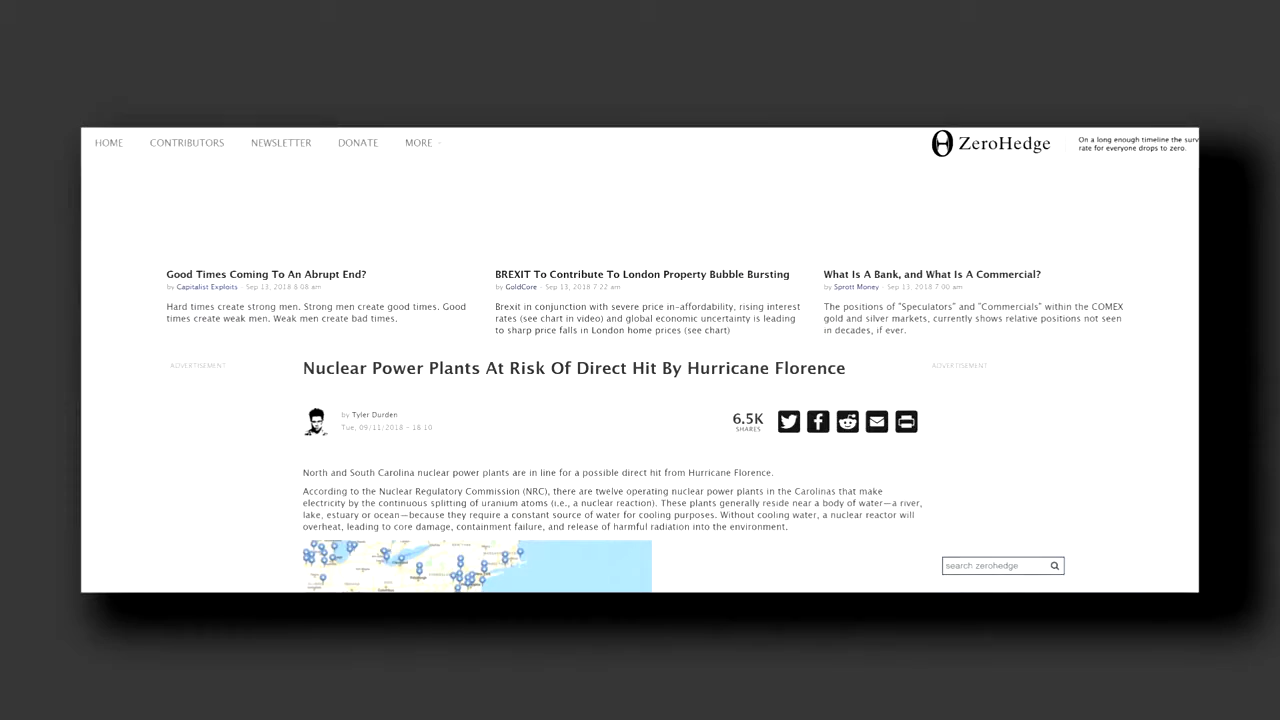 HOME CONTRIBUTORS NEWSLETTER DONATE MORE
ZeroHedge
On a long enough timeline the surv
rate for everyone drops to zero.
Good Times Coming To An Abrupt End?
by Capitalist Exploits - Sep 13, 2018 8:08 am
Hard times create strong men. Strong men create good times. Good
times create weak men. Weak men create bad times.
BREXIT To Contribute To London Property Bubble Bursting
by GoldCore - Sep 13, 2018 7:22 am
Brexit in conjunction with severe price in-affordability, rising interest
rates (see chart in video) and global economic uncertainty is leading
to sharp price falls in London home prices (see chart)
What Is A Bank, and What Is A Commercial?
by Sprott Money - Sep 13, 2018 7:00 am
The positions of "Speculators" and "Commercials" within the COMEX
gold and silver markets, currently shows relative positions not seen
in decades, if ever.
ADVERTISEMENT
Nuclear Power Plants At Risk Of Direct Hit By Hurricane Florence
ADVERTISEMENT
by Tyler Durden
Tue, 09/11/2018 - 18:10
6.5K
SHARES
North and South Carolina nuclear power plants are in line for a possible direct hit from Hurricane Florence.
According to the Nuclear Regulatory Commission (NRC), there are twelve operating nuclear power plants in the Carolinas that make
electricity by the continuous splitting of uranium atoms (i.e., a nuclear reaction). These plants generally reside near a body of water—a river,
lake, estuary or ocean—because they require a constant source of water for cooling purposes. Without cooling water, a nuclear reactor will
overheat, leading to core damage, containment failure, and release of harmful radiation into the environment.
search zerohedge